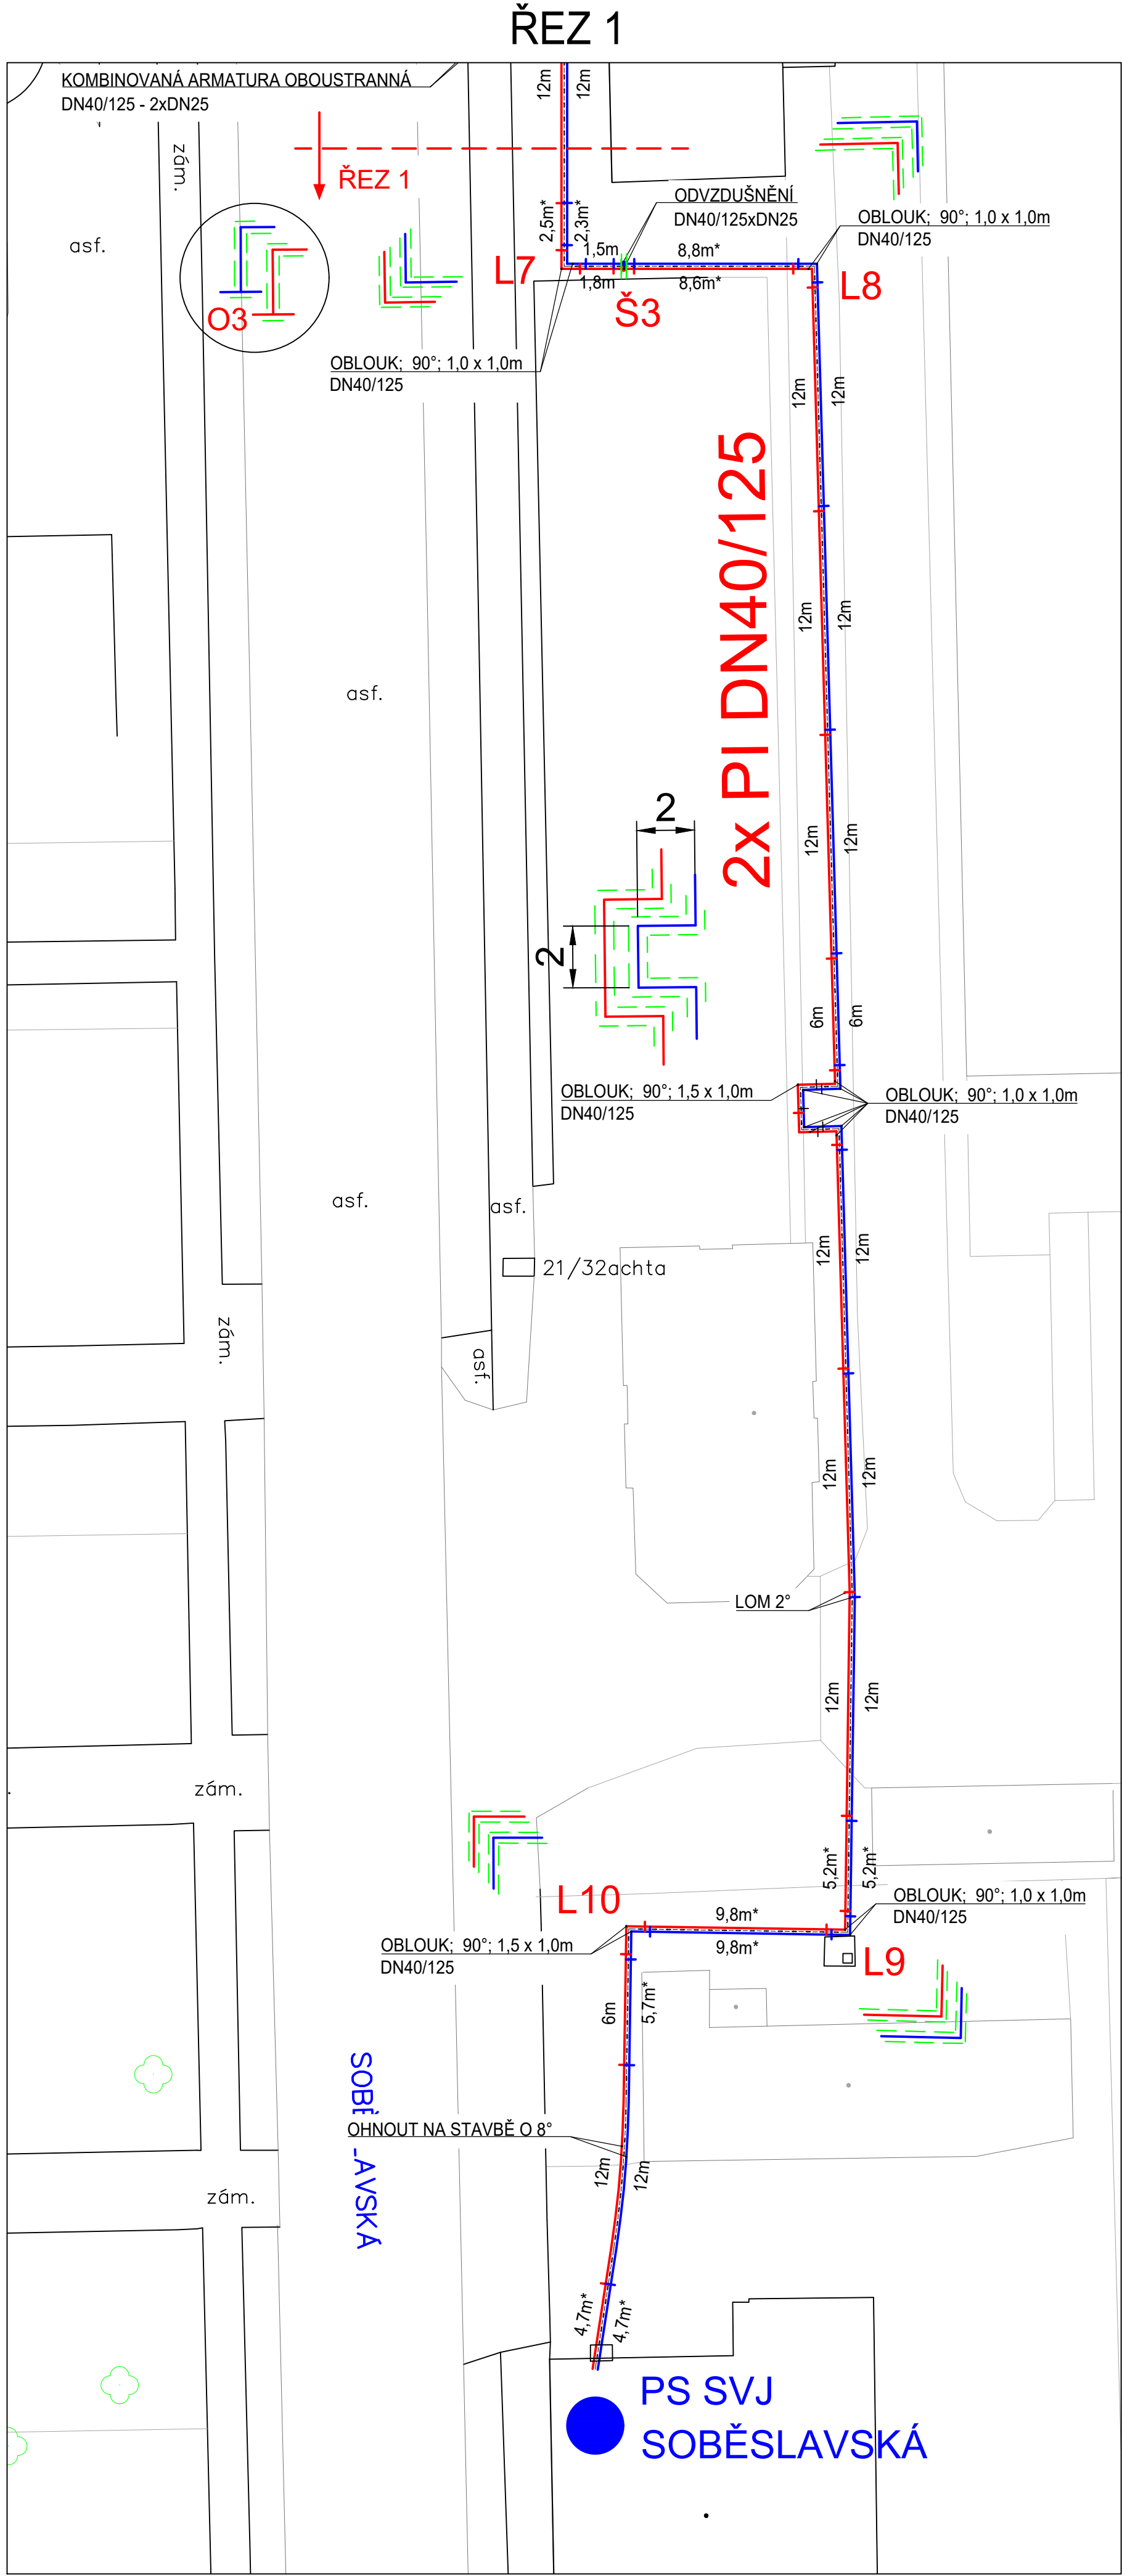 ŘEZ 1
KOMBINOVANÁ ARMATURA OBOUSTRANNÁ
DN40/125 - 2xDN25
12m
12m
zám.
ŘEZ 1
asf.
O3
2,5m*
2,3m*
ODVZDUŠNĚNÍ
DN40/125xDN25
OBLOUK; 90°; 1,0 x 1,0m
DN40/125
L7
1,5m
8,8m*
1,8m
8,6m*
Š3
L8
OBLOUK; 90°; 1,0 x 1,0m
DN40/125
12m
12m
2x PI DN40/125
12m
12m
asf.
12m
12m
2
2
6m
6m
OBLOUK; 90°; 1,5 x 1,0m
DN40/125
OBLOUK; 90°; 1,0 x 1,0m
DN40/125
asf.
asf.
12m
12m
21/32achta
zám.
asf.
12m
12m
LOM 2°
12m
12m
zám.
5,2m*
5,2m*
L10
OBLOUK; 90°; 1,0 x 1,0m
DN40/125
9,8m*
9,8m*
OBLOUK; 90°; 1,5 x 1,0m
DN40/125
L9
6m
5,7m*
OHNOUT NA STAVBĚ O 8°
12m
12m
zám.
4,7m*
4,7m*
PS SVJ
SOBĚSLAVSKÁ